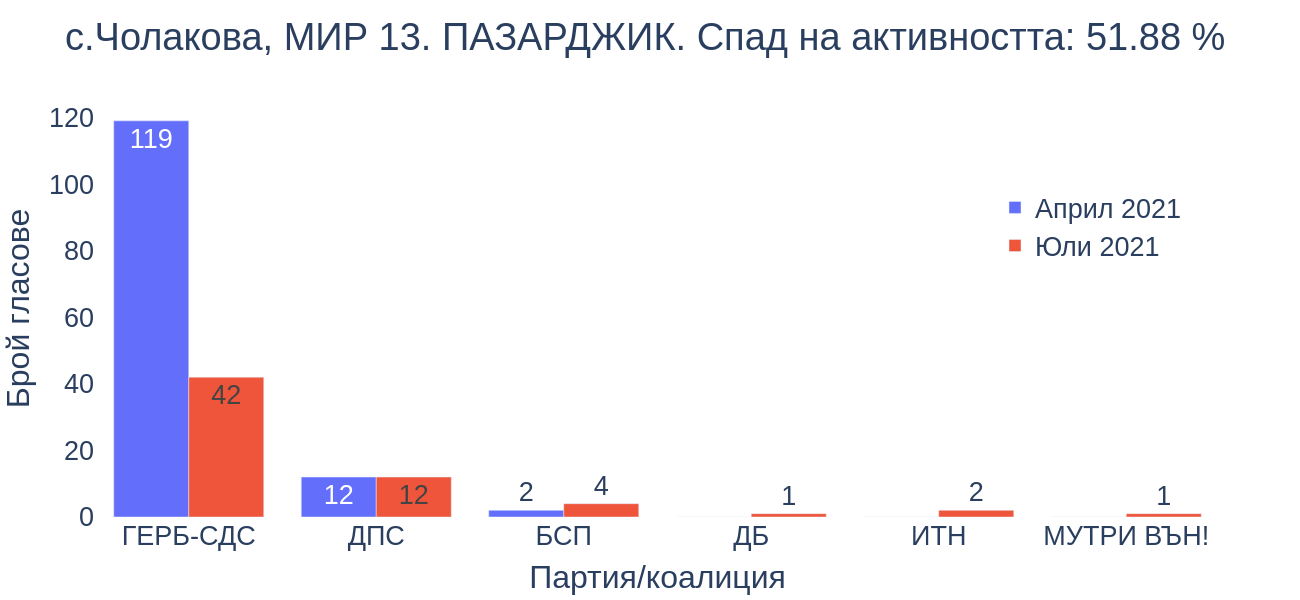 с.Чолакова, МИР 13. ПАЗАРДЖИК. Спад на активността: 51.88 %
Брой гласове
120
100
80
60
40
20
0
119
42
12
12
2
4
1
2
1
Април 2021
Юли 2021
ГЕРБ-СДС
ДПС
БСП
ДБ
ИТН
МУТРИ ВЪН!
Партия/коалиция